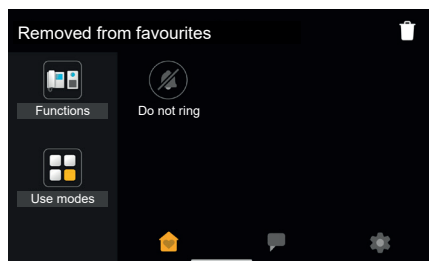 Removed from favourites
Functions
Do not ring
Use modes